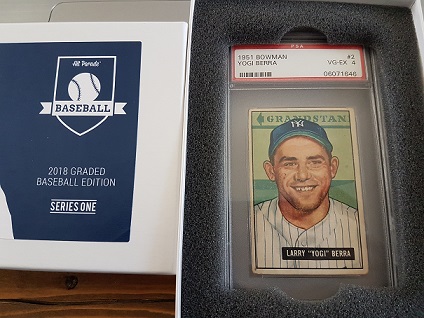 Hit Parade
BASEBALL
2018 GRADED
BASEBALL EDITION
SERIES ONE
PSA
1951 BOWMAN #2
YOGI BERRA VG-EX 4
06071646
GRANDSTAN
NY
LARRY "YOGI" BERRA